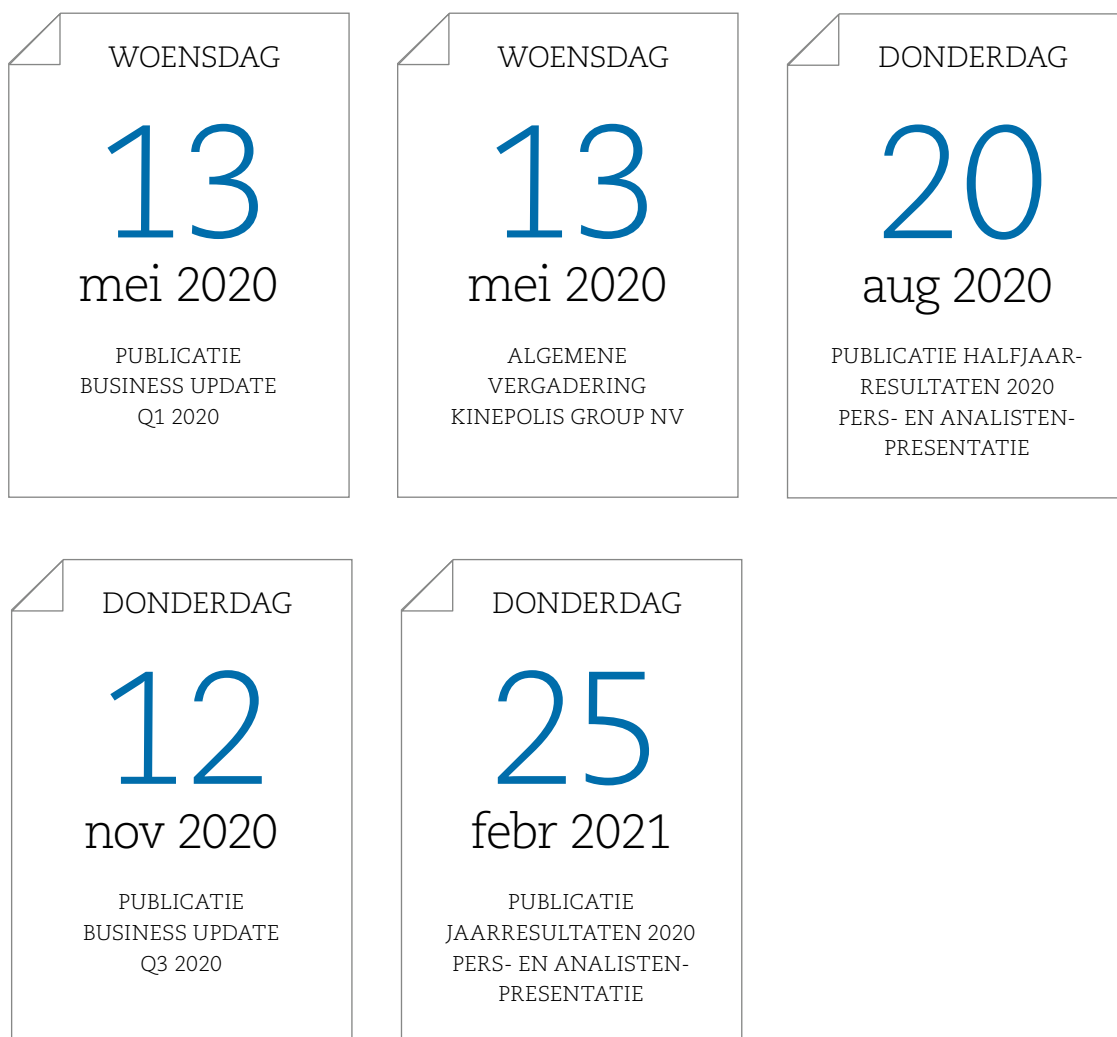 WOENSDAG
13
mei 2020
PUBLICATIE
BUSINESS UPDATE
Q1 2020
WOENSDAG
13
mei 2020
ALGEMENE
VERGADERING
KINEPOLIS GROUP NV
DONDERDAG
20
aug 2020
PUBLICATIE HALFJAAR-
RESULTATEN 2020
PERS- EN ANALISTEN-
PRESENTATIE
DONDERDAG
12
nov 2020
PUBLICATIE
BUSINESS UPDATE
Q3 2020
DONDERDAG
25
febr 2021
PUBLICATIE
JAARRESULTATEN 2020
PERS- EN ANALISTEN-
PRESENTATIE